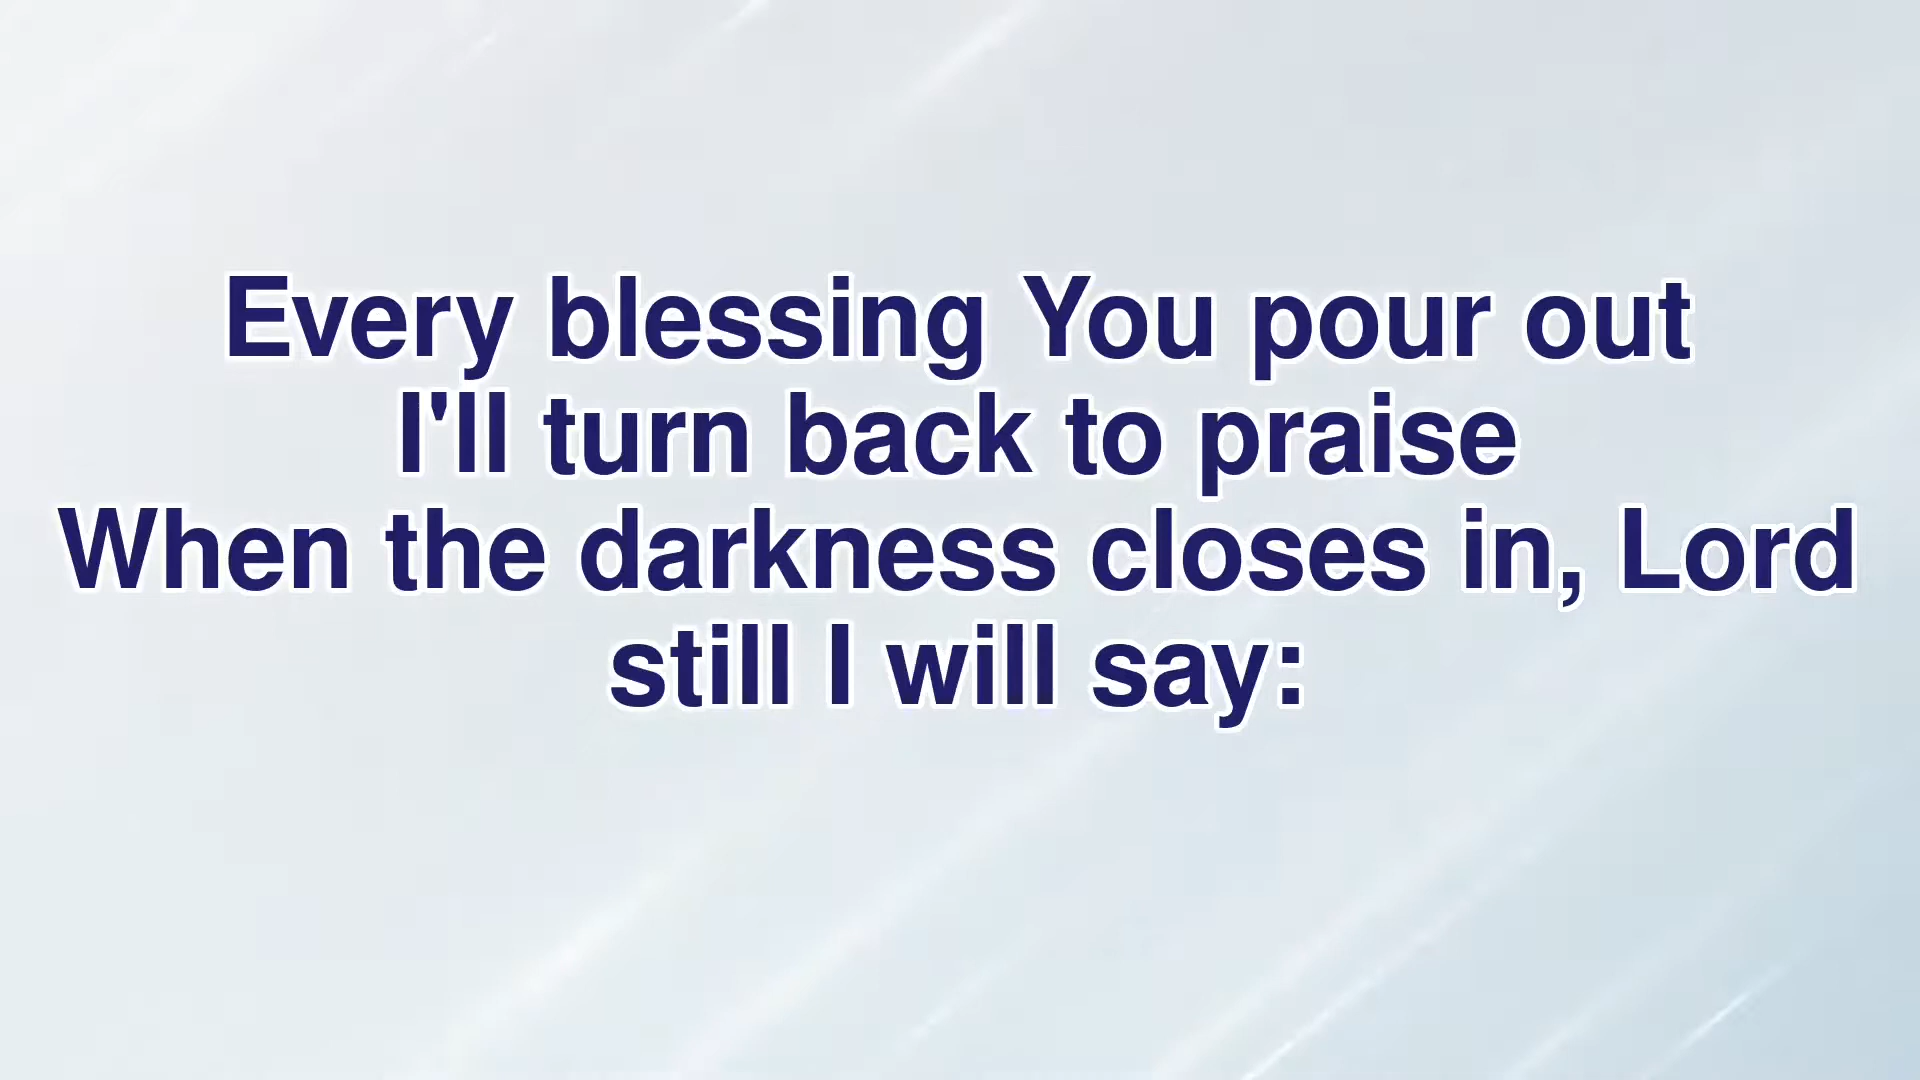 Every blessing You pour out
I'll turn back to praise
When the darkness closes in, Lord
still I will say: